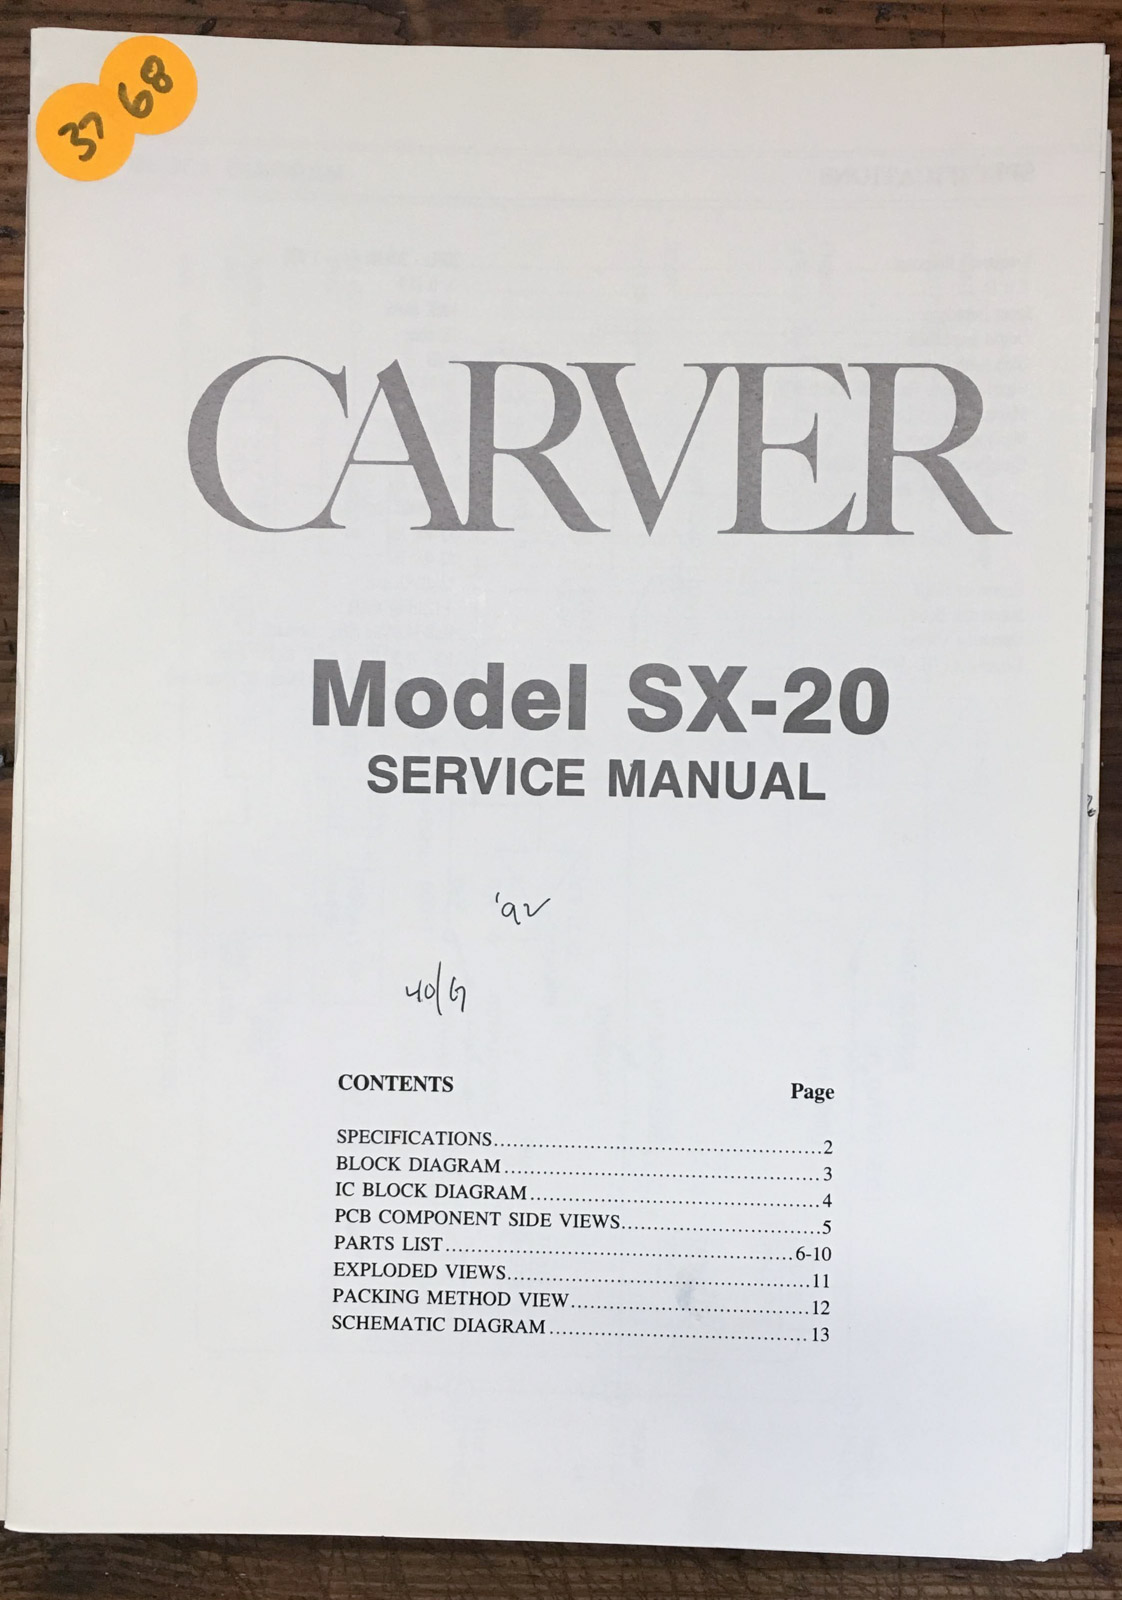 37 68
CARVER
Model SX-20
SERVICE MANUAL
'92
40/G
CONTENTS Page
SPECIFICATIONS....................................................2
BLOCK DIAGRAM..................................................3
IC BLOCK DIAGRAM..............................................4
PCB COMPONENT SIDE VIEWS...............................5
PARTS LIST.......................................................6-10
EXPLODED VIEWS................................................11
PACKING METHOD VIEW......................................12
SCHEMATIC DIAGRAM.........................................13